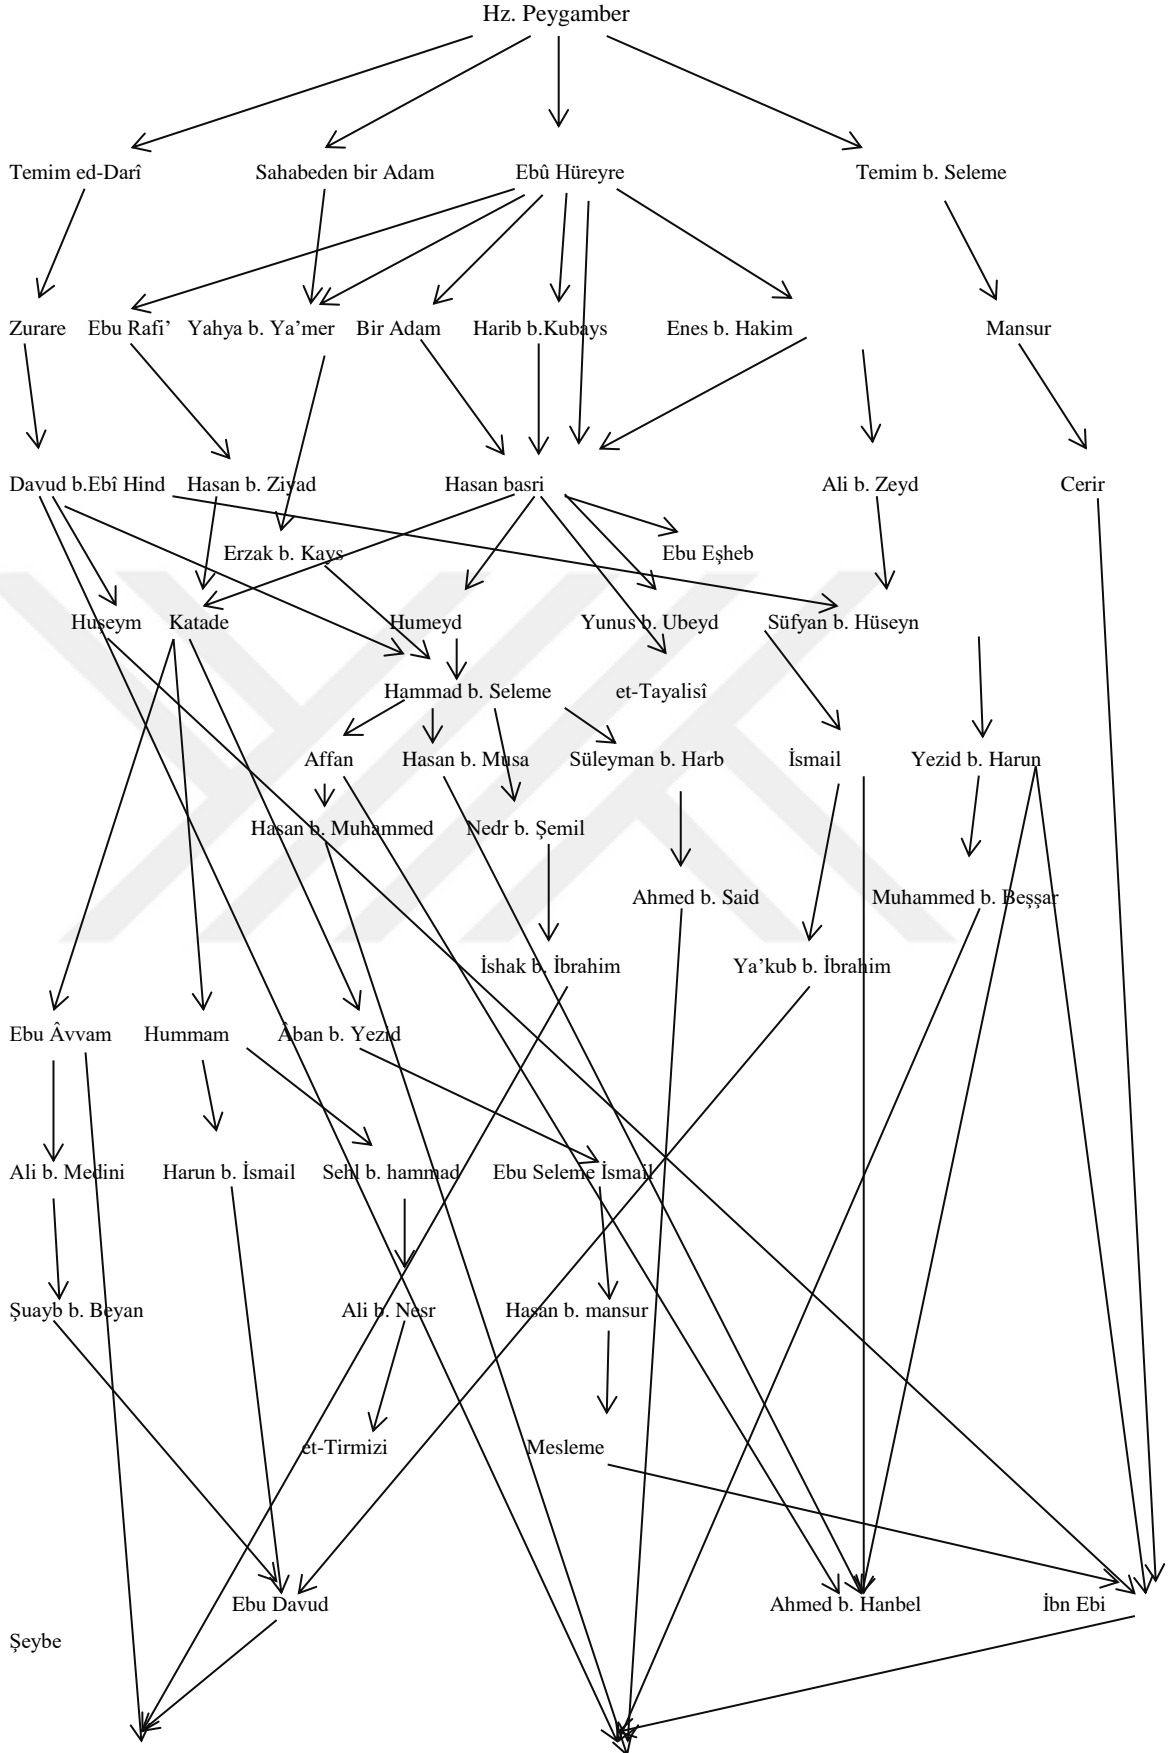 Hz. Peygamber
Temim ed-Darî Sahabeden bir Adam Ebû Hüreyre Temim b. Seleme
Zurare Ebu Rafi’ Yahya b. Ya’mer Bir Adam Harib b.Kubays Enes b. Hakim Mansur
Davud b.Ebî Hind Hasan b. Ziyad Hasan basri Ali b. Zeyd Cerir
Erzak b. Kays Ebu Eşheb
Huşeym Katade Humeyd Yunus b. Ubeyd Süfyan b. Hüseyn
Hammad b. Seleme et-Tayalisî
Affan Hasan b. Musa Süleyman b. Harb İsmail Yezid b. Harun
Hasan b. Muhammed Nedr b. Şemil
Ahmed b. Said Muhammed b. Beşşar
İshak b. İbrahim Ya’kub b. İbrahim
Ebu Âvvam Hummam Âban b. Yezid
Ali b. Medini Harun b. İsmail Sehl b. hammad Ebu Seleme İsmail
Şuayb b. Beyan Ali b. Nesr Hasan b. mansur
et-Tirmizi Mesleme
Ebu Davud Ahmed b. Hanbel İbn Ebi
Şeybe